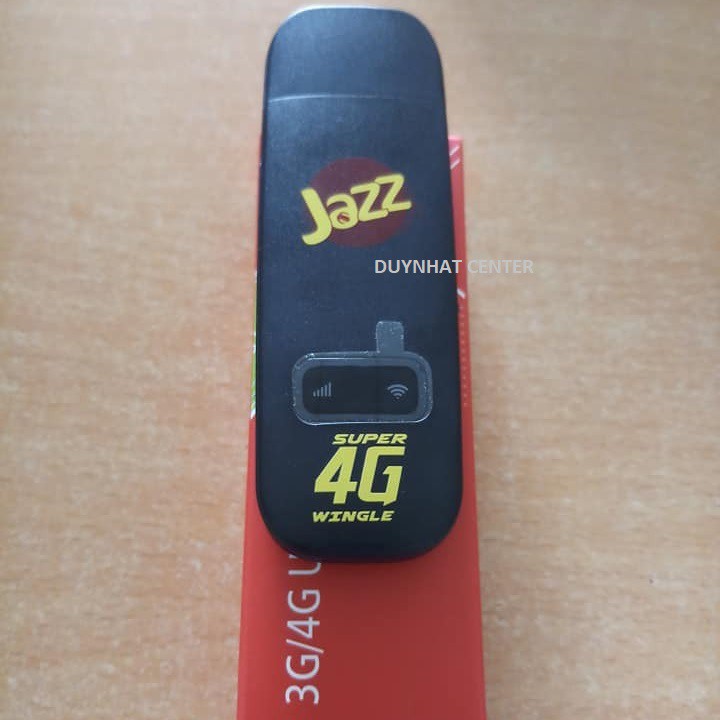 Jazz
DUYNHAT CENTER
SUPER
4G
WINGLE
3G/4G